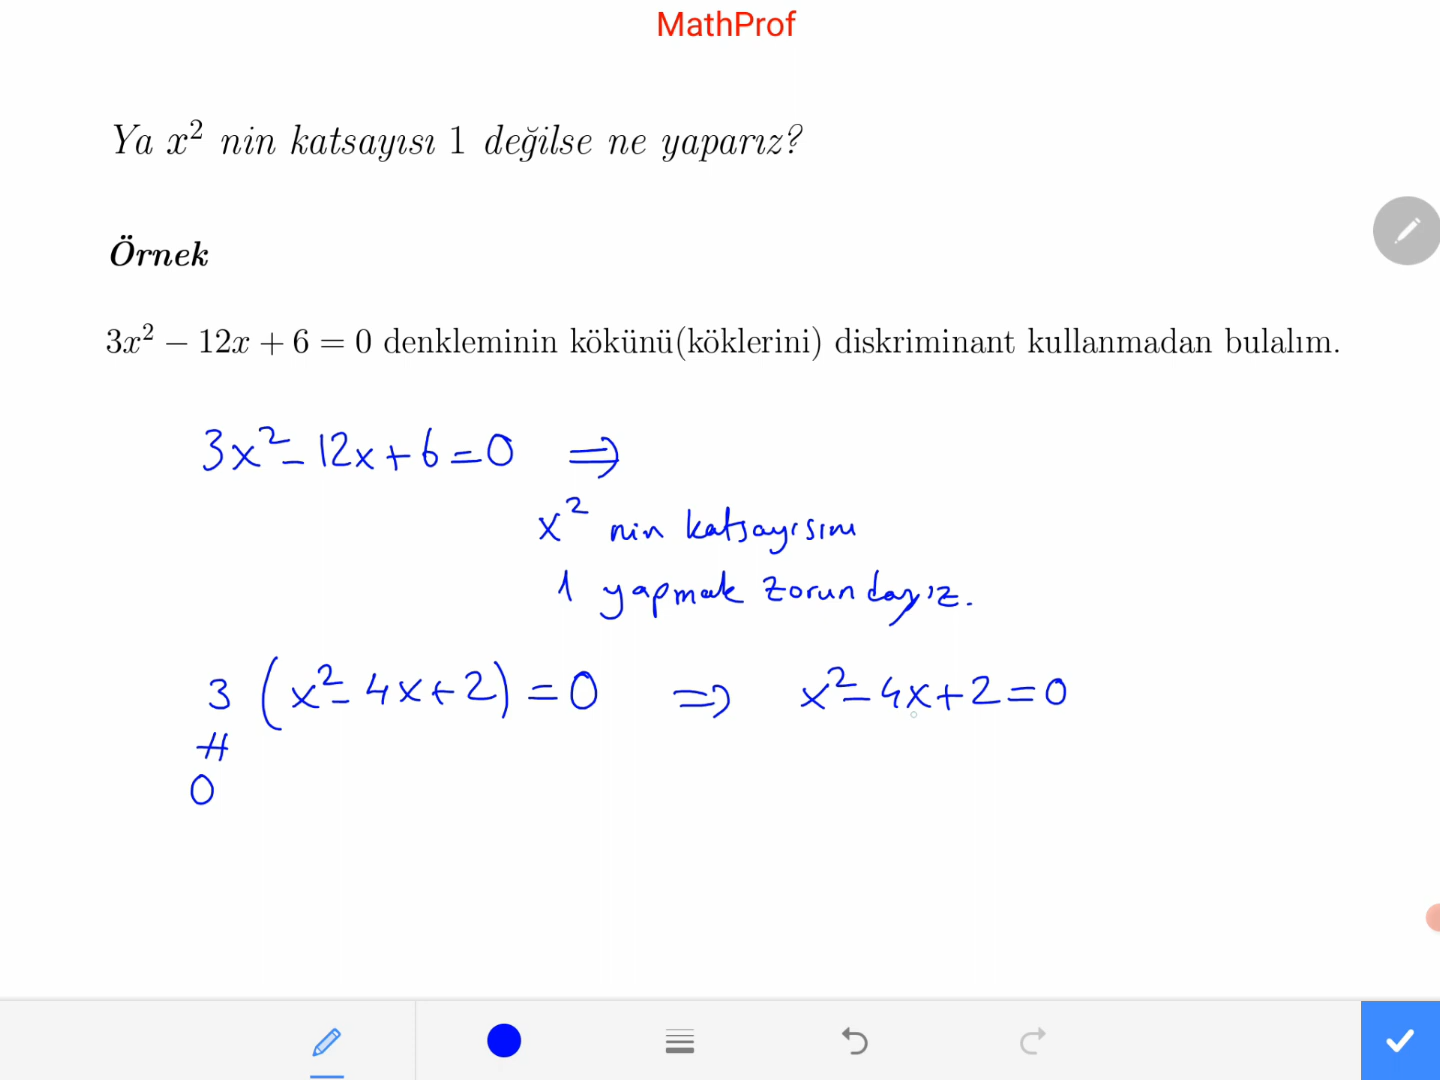 MathProf
Ya x² nin katsayısı 1 değilse ne yaparız?
Örnek
3x² − 12x + 6 = 0 denkleminin kökünü(köklerini) diskriminant kullanmadan bulalım.
3x² − 12x + 6 = 0 ⇒
x² nin katsayısını
1 yapmak zorundayız.
3 (x² − 4x + 2) = 0 ⇒ x² − 4x + 2 = 0
≠
0